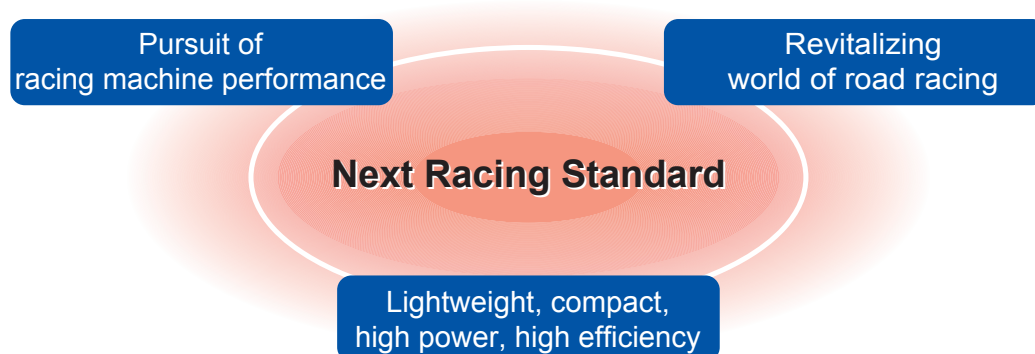 Pursuit of
racing machine performance
Revitalizing
world of road racing
Next Racing Standard
Lightweight, compact,
high power, high efficiency